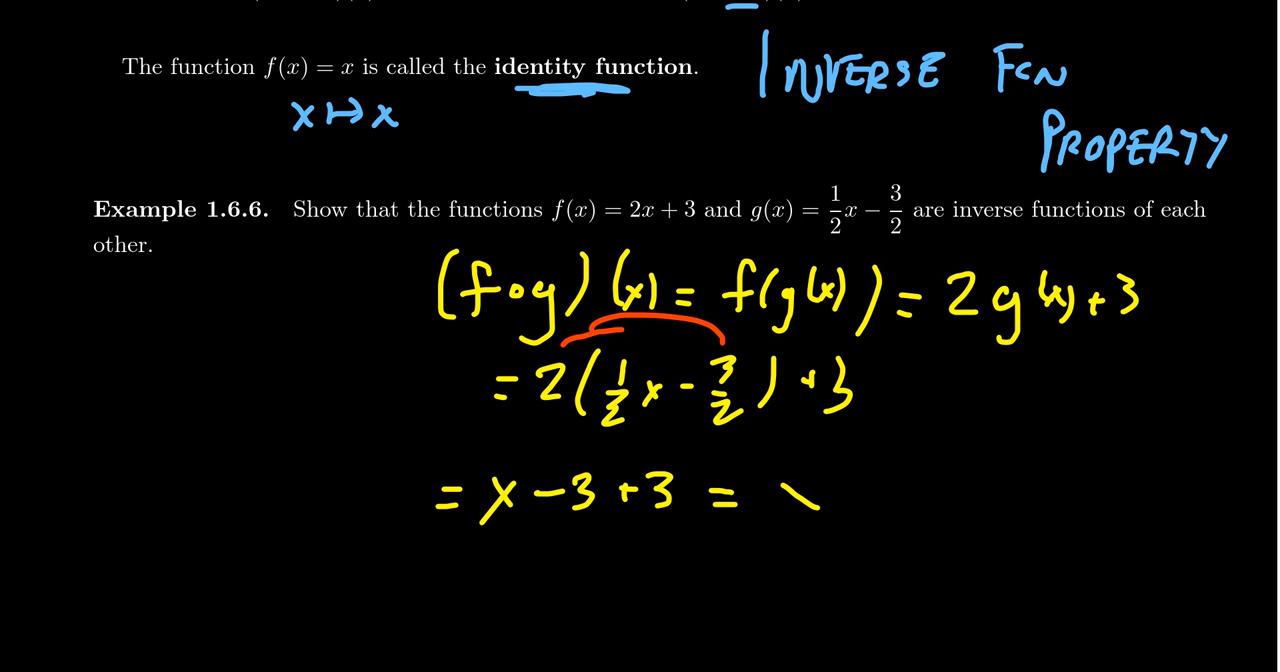 The function f(x) = x is called the identity function.
INVERSE FCN
x ↦ x
PROPERTY
Example 1.6.6. Show that the functions f(x) = 2x + 3 and g(x) = 1/2 x − 3/2 are inverse functions of each
other.
(f∘g)(x) = f(g(x)) = 2g(x) + 3
= 2(1/2 x − 3/2) + 3
= x − 3 + 3 =